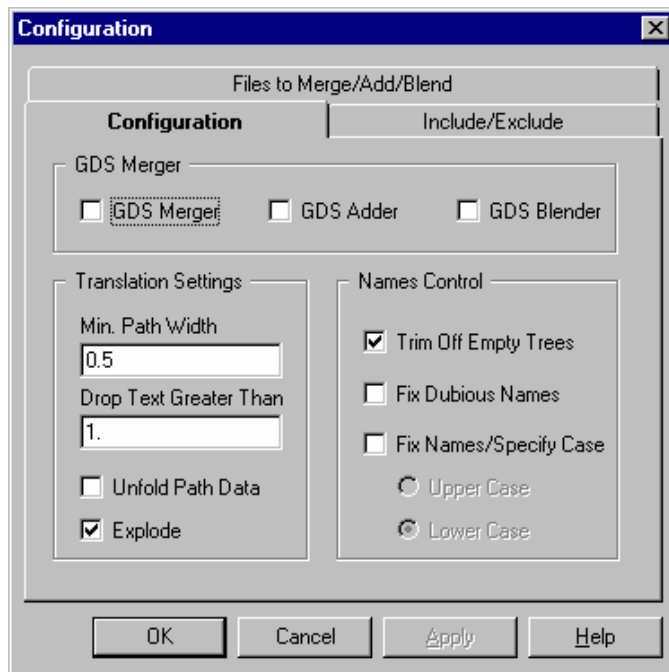 Configuration
Files to Merge/Add/Blend
Configuration Include/Exclude
GDS Merger
GDS Merger GDS Adder GDS Blender
Translation Settings
Min. Path Width
0.5
Drop Text Greater Than
1.
Unfold Path Data
Explode
Names Control
Trim Off Empty Trees
Fix Dubious Names
Fix Names/Specify Case
Upper Case
Lower Case
OK Cancel Apply Help